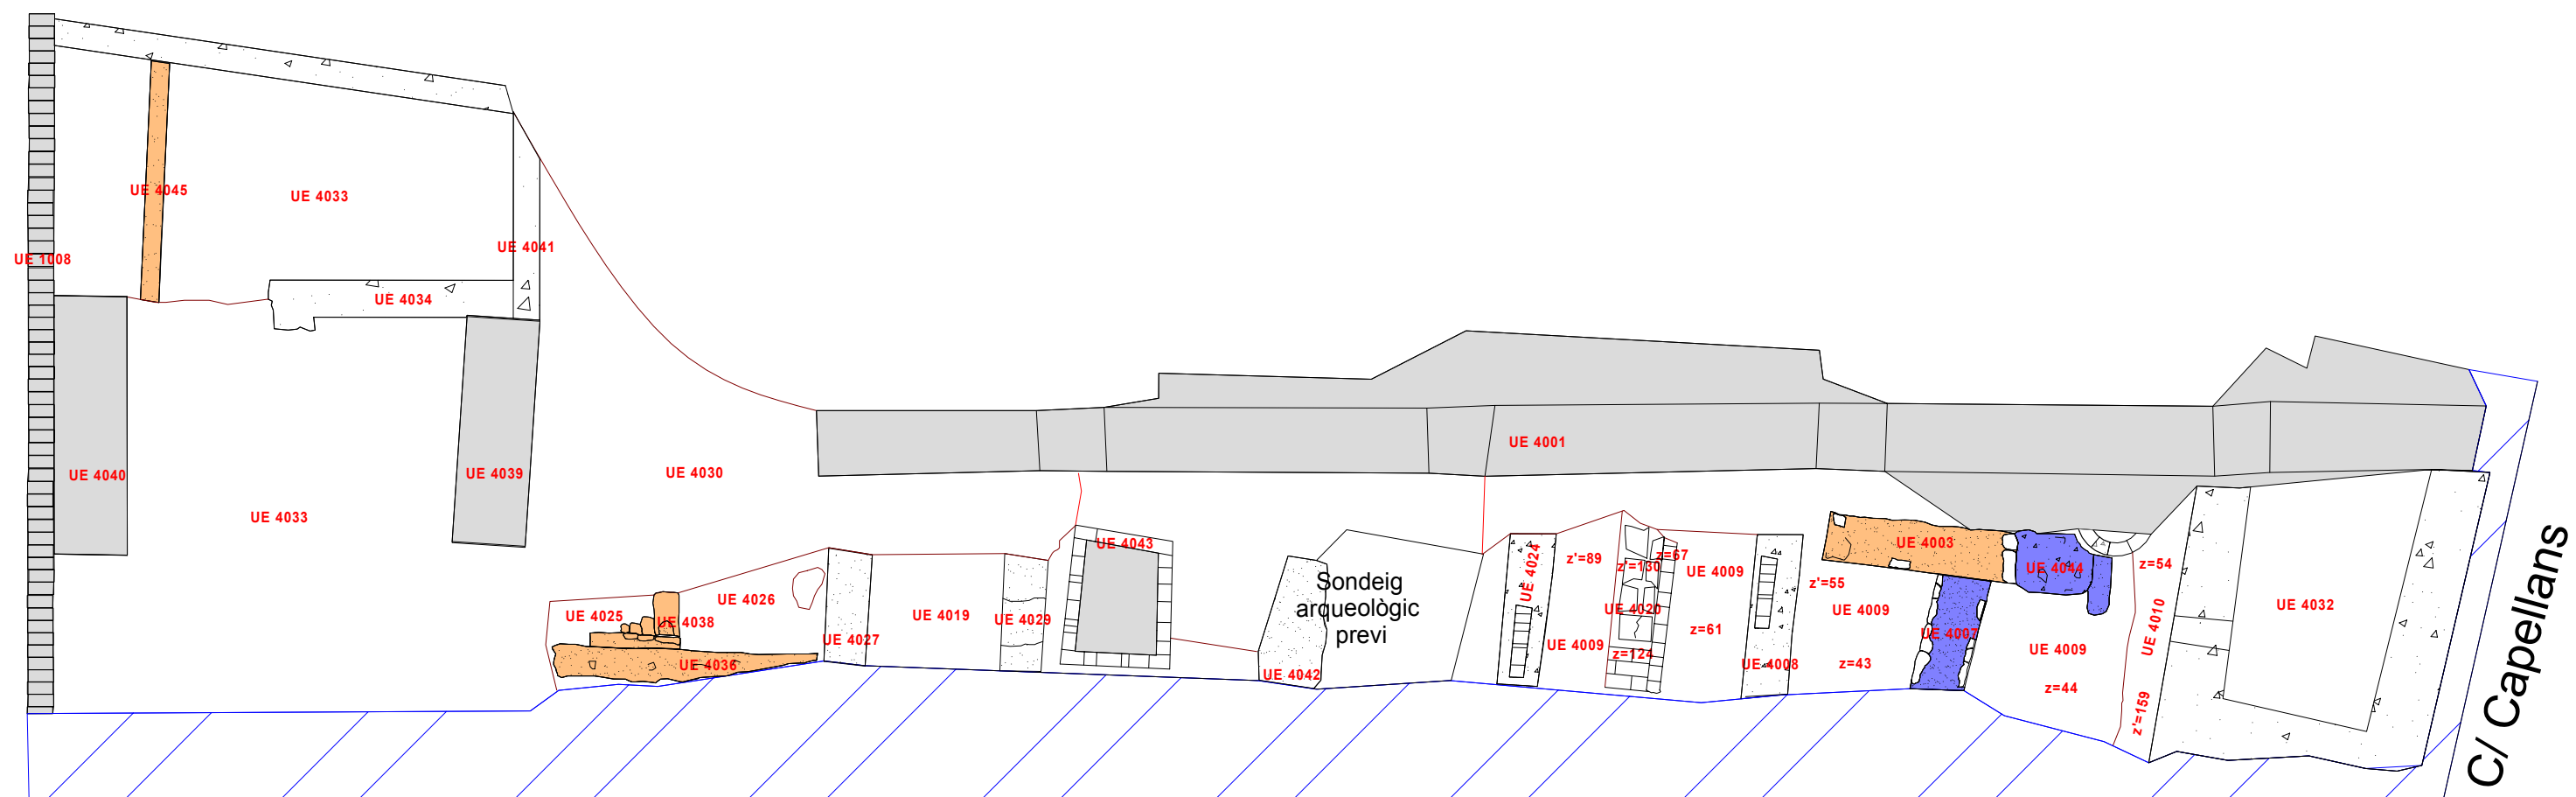 UE 4045
UE 4033
UE 4041
UE 1008
UE 4034
UE 4040
UE 4039
UE 4030
UE 4033
UE 4001
UE 4025
UE 4038
UE 4026
UE 4036
UE 4027
UE 4019
UE 4029
UE 4043
UE 4042
Sondeig
arqueològic
previ
UE 4024
z'=89
UE 4009
z'=130
UE 4020
z=124
z=67
UE 4009
z=61
UE 4008
z'=55
UE 4009
z=43
UE 4003
UE 4007
UE 4044
UE 4009
z=44
z=54
UE 4010
z'=159
UE 4032
C/ Capellans